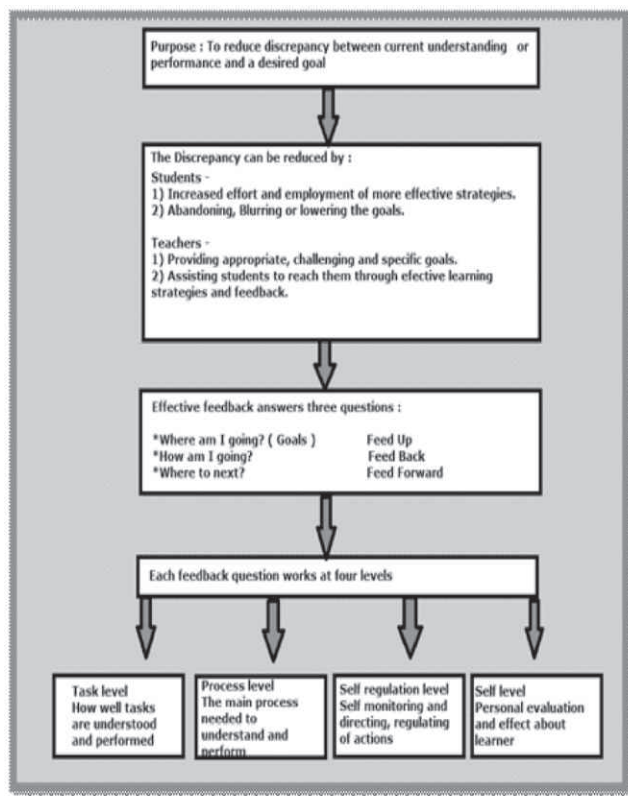 Purpose : To reduce discrepancy between current understanding or
performance and a desired goal
The Discrepancy can be reduced by :
Students -
1) Increased effort and employment of more effective strategies.
2) Abandoning, Blurring or lowering the goals.
Teachers -
1) Providing appropriate, challenging and specific goals.
2) Assisting students to reach them through efective learning
strategies and feedback.
Effective feedback answers three questions :
*Where am I going? ( Goals ) Feed Up
*How am I going? Feed Back
*Where to next? Feed Forward
Each feedback question works at four levels
Task level
How well tasks
are understood
and performed
Process level
The main process
needed to
understand and
perform
Self regulation level
Self monitoring and
directing, regulating
of actions
Self level
Personal evaluation
and effect about
learner